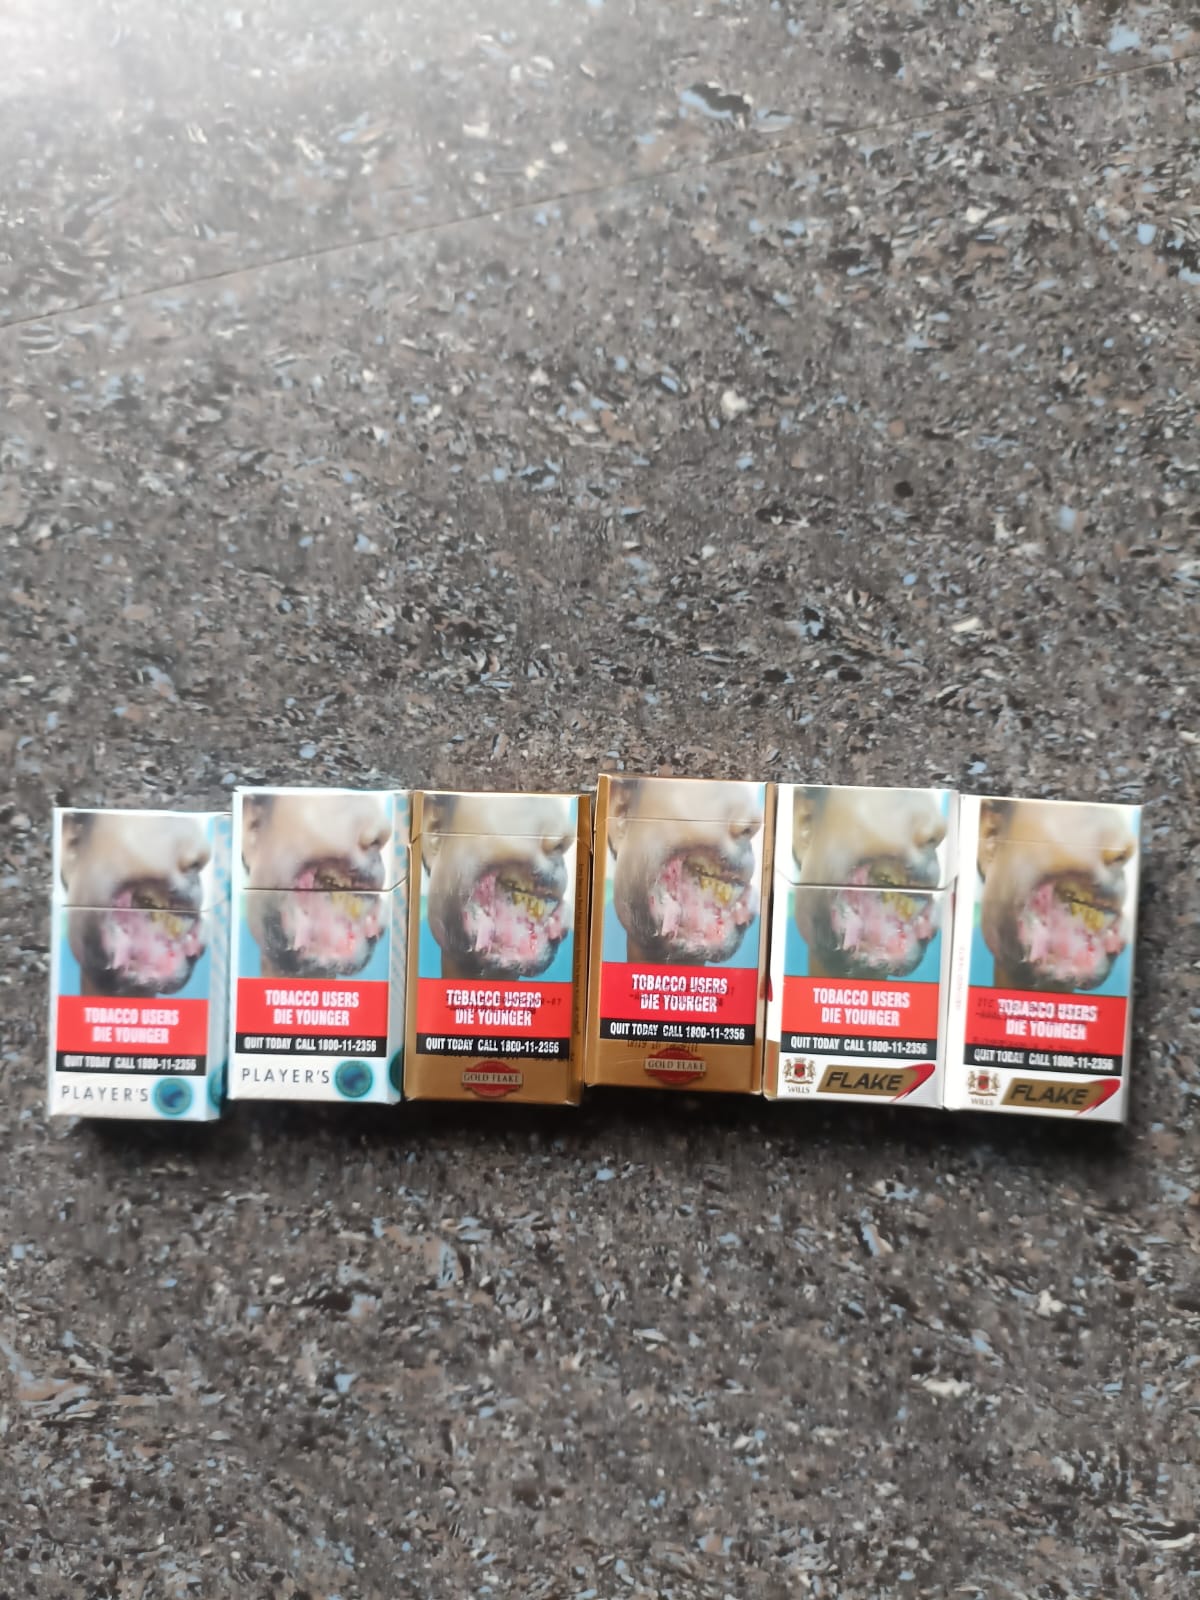 TOBACCO USERS
DIE YOUNGER
QUIT TODAY CALL 1800-11-2356
PLAYER'S
TOBACCO USERS
DIE YOUNGER
QUIT TODAY CALL 1800-11-2356
PLAYER'S
TOBACCO USERS
DIE YOUNGER
QUIT TODAY CALL 1800-11-2356
GOLD FLAKE
TOBACCO USERS
DIE YOUNGER
QUIT TODAY CALL 1800-11-2356
GOLD FLAKE
TOBACCO USERS
DIE YOUNGER
QUIT TODAY CALL 1800-11-2356
WILLS
FLAKE
TOBACCO USERS
DIE YOUNGER
QUIT TODAY CALL 1800-11-2356
WILLS
FLAKE